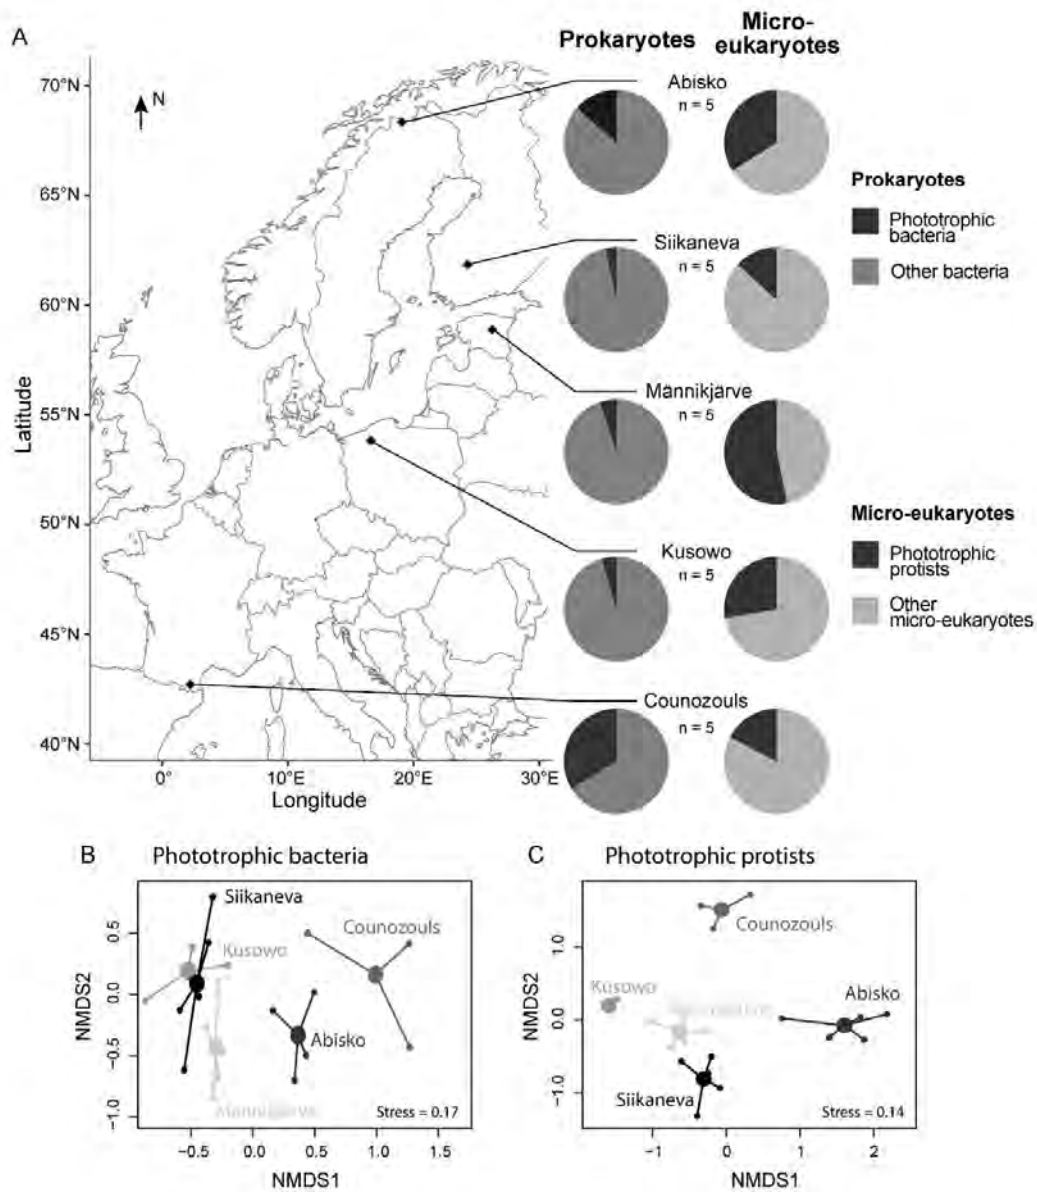 A
Prokaryotes
Micro-
eukaryotes
N
70°N
65°N
60°N
55°N
50°N
45°N
40°N
Latitude
0°
10°E
20°E
30°E
Longitude
Abisko
n = 5
Siikaneva
n = 5
Männikjärve
n = 5
Kusowo
n = 5
Counozouls
n = 5
Prokaryotes
Phototrophic
bacteria
Other bacteria
Micro-eukaryotes
Phototrophic
protists
Other
micro-eukaryotes
B
Phototrophic bacteria
Siikaneva
Kusowo
Counozouls
Abisko
Stress = 0.17
NMDS2
0.5
0.0
−0.5
−1.0
−0.5
0.0
0.5
1.0
1.5
NMDS1
C
Phototrophic protists
Counozouls
Kusowo
Abisko
Siikaneva
Stress = 0.14
NMDS2
1.0
0.0
−1.0
−1
0
1
2
NMDS1